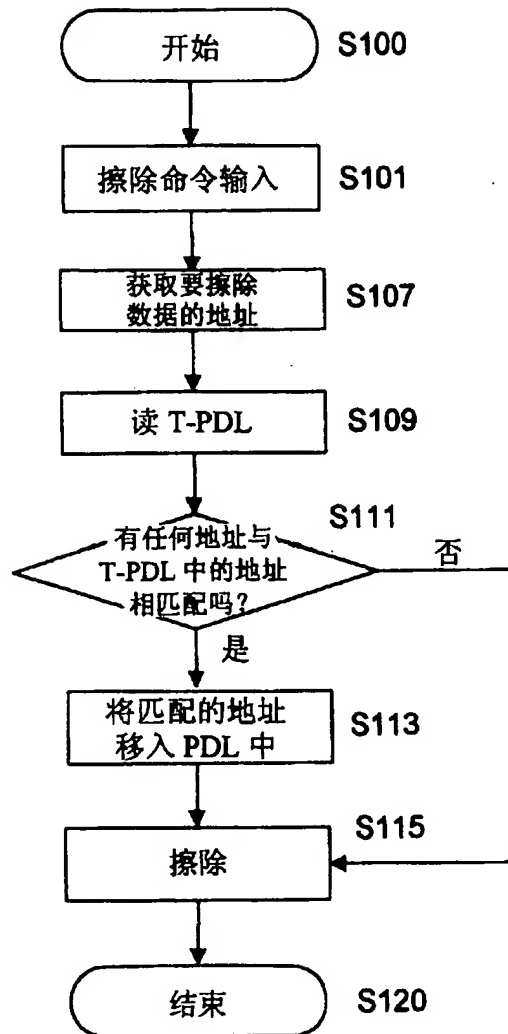 开始
S100
擦除命令输入
S101
获取要擦除
数据的地址
S107
读 T-PDL
S109
S111
有任何地址与
T-PDL 中的地址
相匹配吗？
否
是
将匹配的地址
移入 PDL 中
S113
S115
擦除
结束
S120